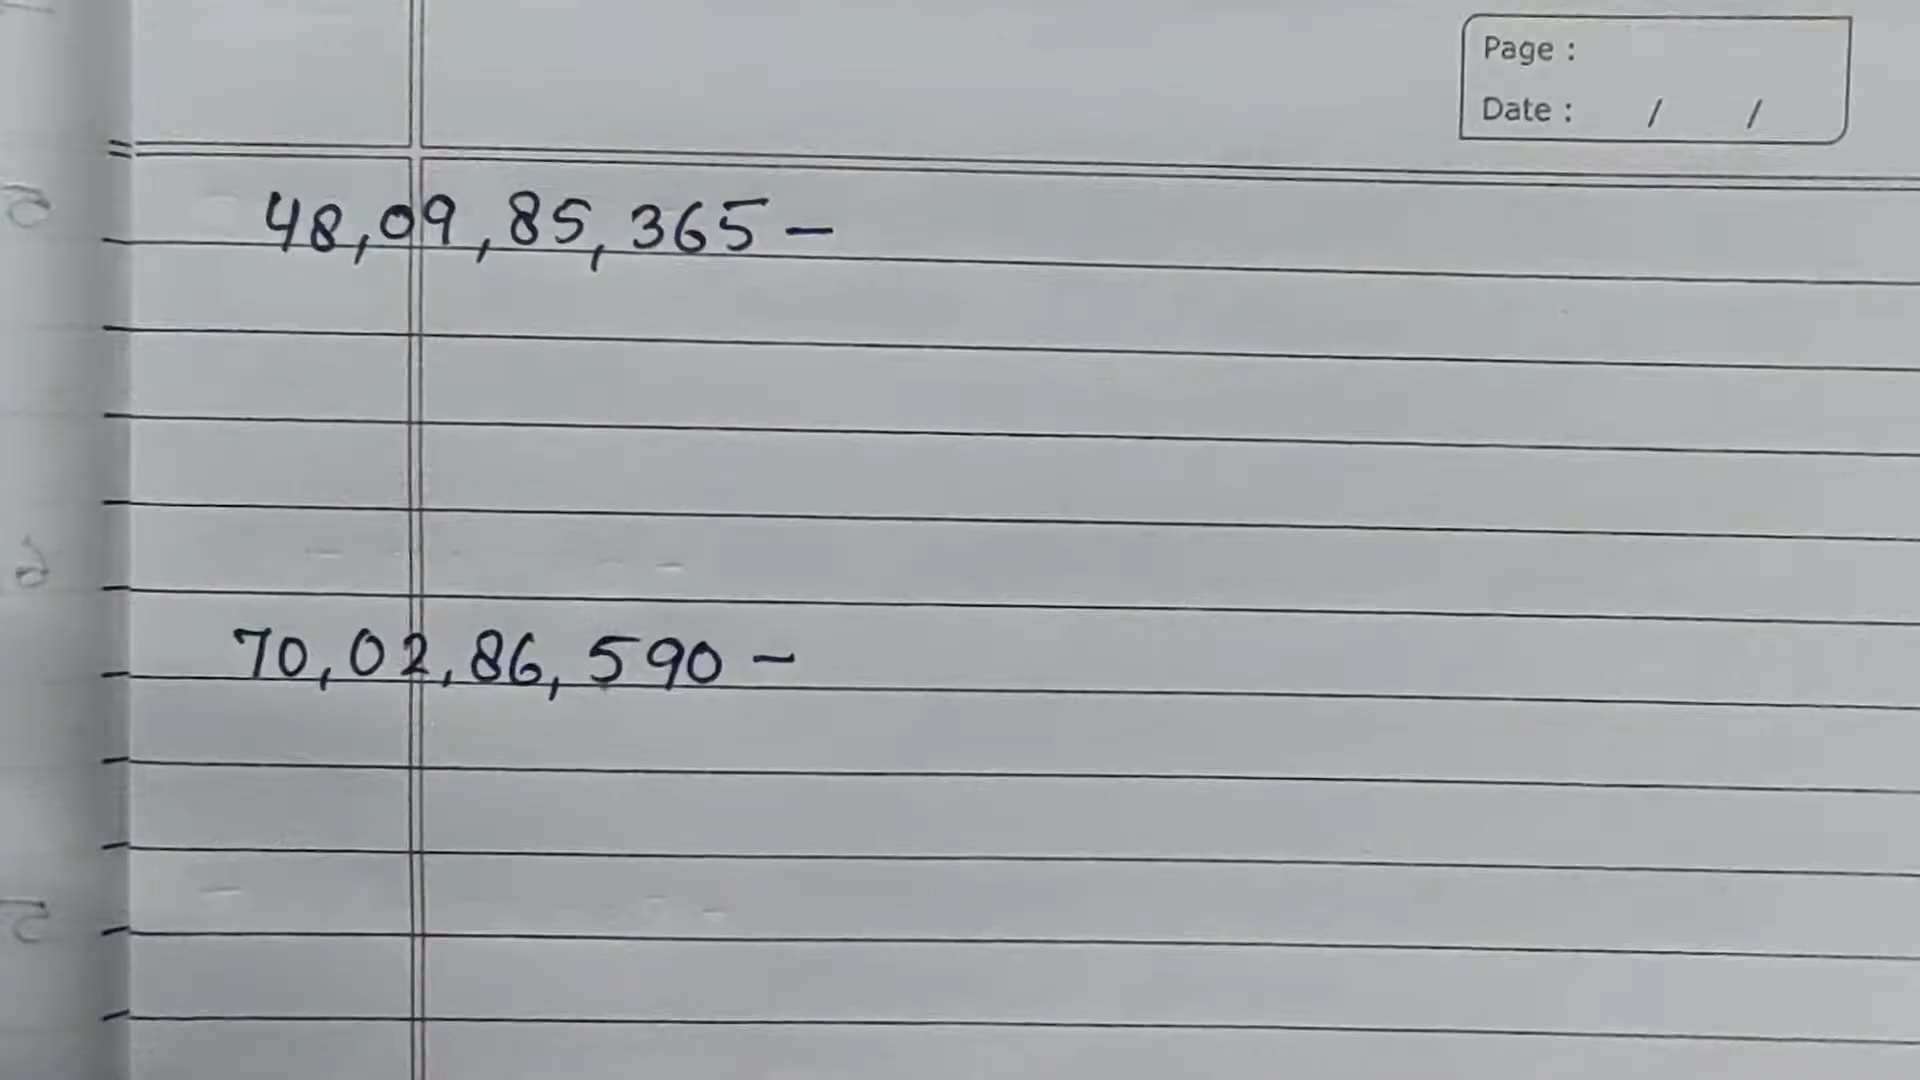 Page :
Date : / /
48,09,85,365 -
70,02,86,590 -